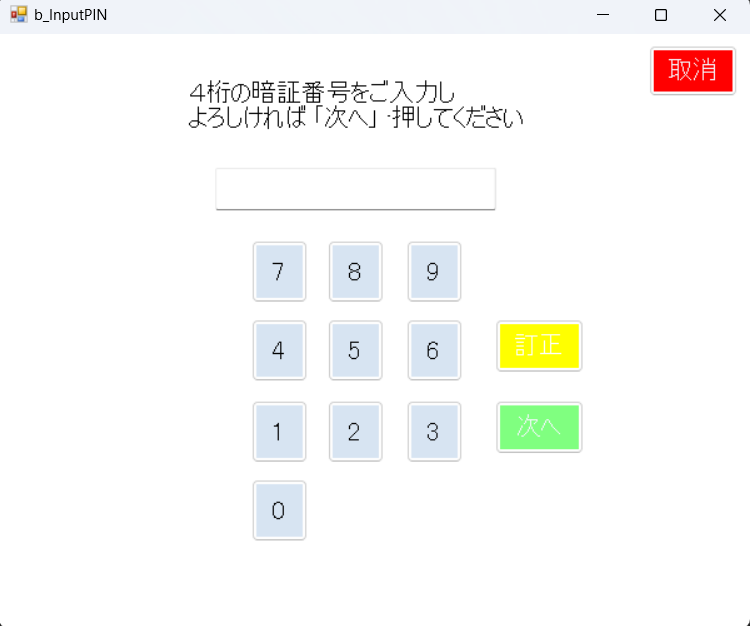 b_InputPIN
取消
４桁の暗証番号をご入力し
よろしければ「次へ」を押してください
7 8 9
4 5 6 訂正
1 2 3 次へ
0